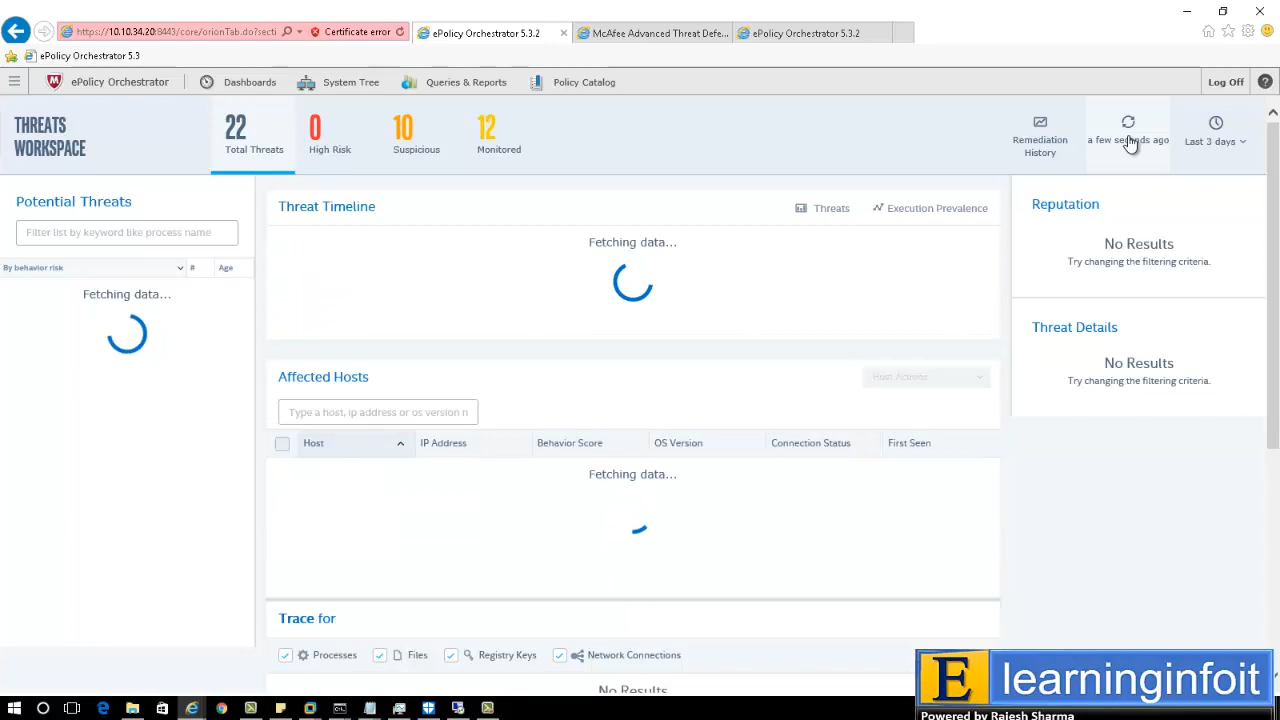 https://10.10.34.20:8443/core/orionTab.do?secti
Certificate error
ePolicy Orchestrator 5.3.2
McAfee Advanced Threat Defe...
ePolicy Orchestrator 5.3.2
ePolicy Orchestrator 5.3
ePolicy Orchestrator
Dashboards
System Tree
Queries & Reports
Policy Catalog
Log Off
?
THREATS
WORKSPACE
22
Total Threats
0
High Risk
10
Suspicious
12
Monitored
Remediation
History
a few seconds ago
Last 3 days
Potential Threats
Filter list by keyword like process name
By behavior risk
#
Age
Fetching data...
Threat Timeline
Threats
Execution Prevalence
Fetching data...
Affected Hosts
Host Actions
Type a host, ip address or os version n
Host
IP Address
Behavior Score
OS Version
Connection Status
First Seen
Fetching data...
Trace for
Processes
Files
Registry Keys
Network Connections
No Results
Reputation
No Results
Try changing the filtering criteria.
Threat Details
No Results
Try changing the filtering criteria.
E learninginfoit
Powered by Rajesh Sharma